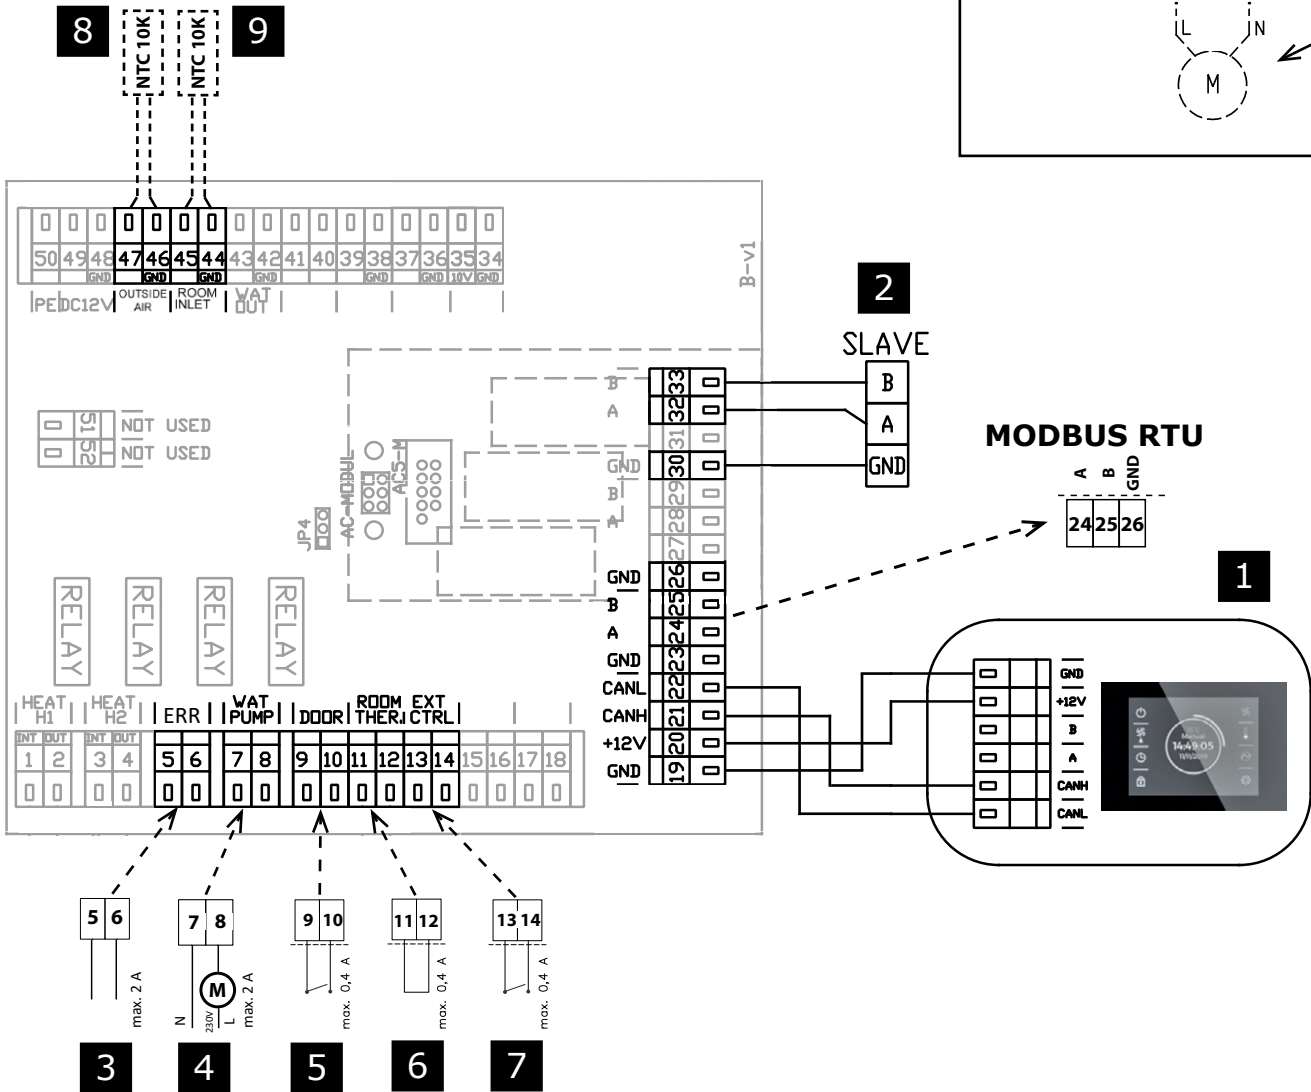 8
NTC 10K
NTC 10K
9
L
N
M
50 49 48 47 46 45 44 43 42 41 40 39 38 37 36 35 34
GND GND GND GND GND GND 10V GND
PE DC12V OUTSIDE AIR ROOM INLET WAT OUT
B-v1
2
SLAVE
B
A
GND
51 NOT USED
52 NOT USED
JP4
AC-MODUL
AC5-M
B 33
A 32
31
GND 30
B 29
A 28
27
GND 26
B 25
A 24
GND 23
CANL 22
CANH 21
+12V 20
GND 19
MODBUS RTU
A B GND
24 25 26
1
GND
+12V
B
A
CANH
CANL
Manual
14:49:05
RELAY
RELAY
RELAY
RELAY
HEAT H1
HEAT H2
ERR
WAT PUMP
DOOR
ROOM THER.
EXT CTRL
INT OUT INT OUT
1 2 3 4 5 6 7 8 9 10 11 12 13 14 15 16 17 18
5 6
max. 2 A
7 8
M
N
230V
L
max. 2 A
9 10
max. 0,4 A
11 12
max. 0,4 A
13 14
max. 0,4 A
3
4
5
6
7